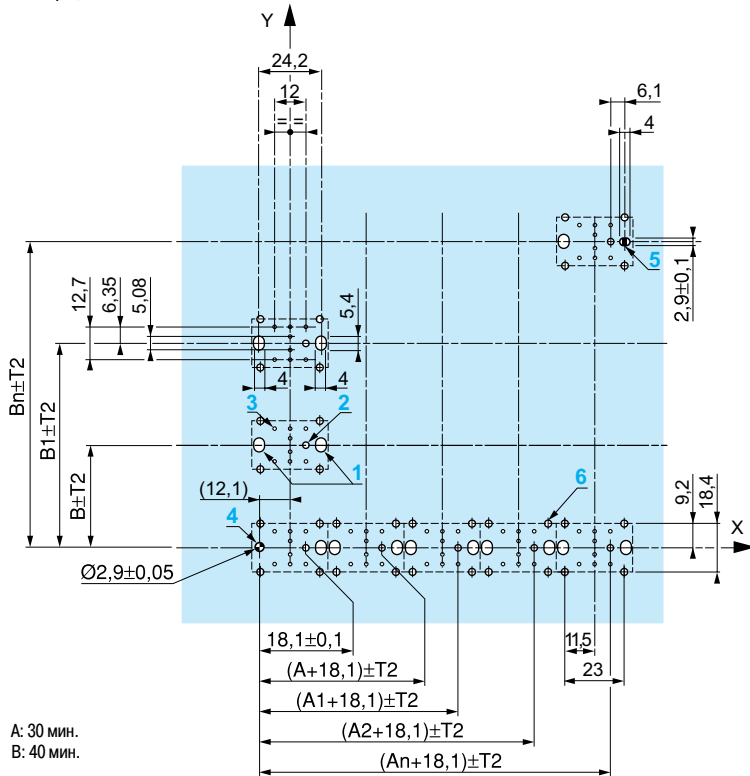 Y
24,2
12
= =
6,1
4
5
2,9±0,1
12,7
6,35
5,08
5,4
4
4
3
2
1
Bn±T2
B1±T2
B±T2
(12,1)
4
6
9,2
18,4
X
Ø2,9±0,05
18,1±0,1
11,5
(A+18,1)±T2
23
(A1+18,1)±T2
(A2+18,1)±T2
(An+18,1)±T2
A: 30 мин.
B: 40 мин.